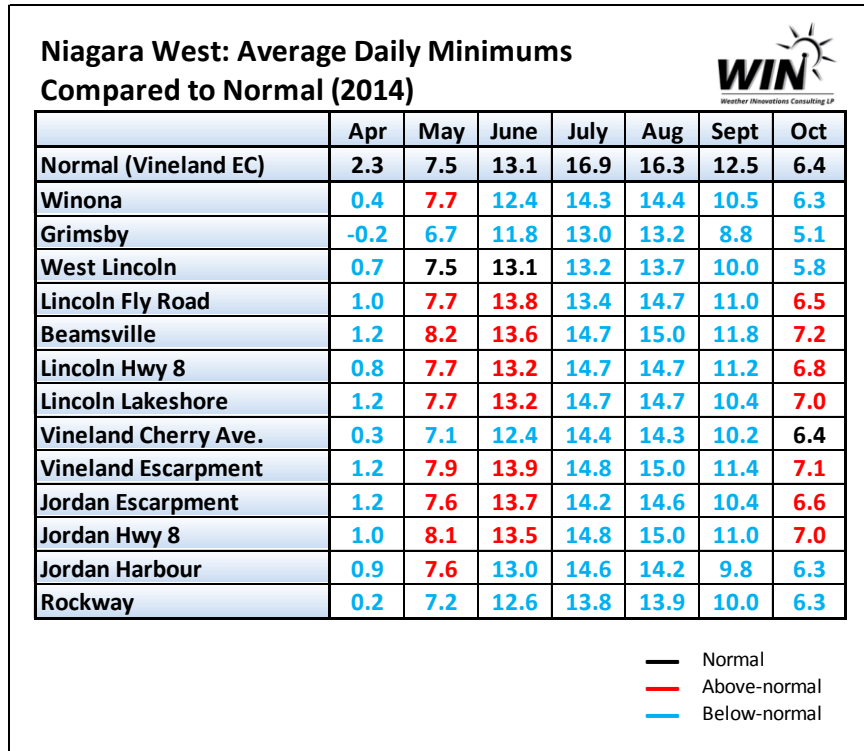 Niagara West: Average Daily Minimums
Compared to Normal (2014)
WIN
Weather INnovations Consulting LP
Apr May June July Aug Sept Oct
Normal (Vineland EC) 2.3 7.5 13.1 16.9 16.3 12.5 6.4
Winona 0.4 7.7 12.4 14.3 14.4 10.5 6.3
Grimsby -0.2 6.7 11.8 13.0 13.2 8.8 5.1
West Lincoln 0.7 7.5 13.1 13.2 13.7 10.0 5.8
Lincoln Fly Road 1.0 7.7 13.8 13.4 14.7 11.0 6.5
Beamsville 1.2 8.2 13.6 14.7 15.0 11.8 7.2
Lincoln Hwy 8 0.8 7.7 13.2 14.7 14.7 11.2 6.8
Lincoln Lakeshore 1.2 7.7 13.2 14.7 14.7 10.4 7.0
Vineland Cherry Ave. 0.3 7.1 12.4 14.4 14.3 10.2 6.4
Vineland Escarpment 1.2 7.9 13.9 14.8 15.0 11.4 7.1
Jordan Escarpment 1.2 7.6 13.7 14.2 14.6 10.4 6.6
Jordan Hwy 8 1.0 8.1 13.5 14.8 15.0 11.0 7.0
Jordan Harbour 0.9 7.6 13.0 14.6 14.2 9.8 6.3
Rockway 0.2 7.2 12.6 13.8 13.9 10.0 6.3
Normal
Above-normal
Below-normal